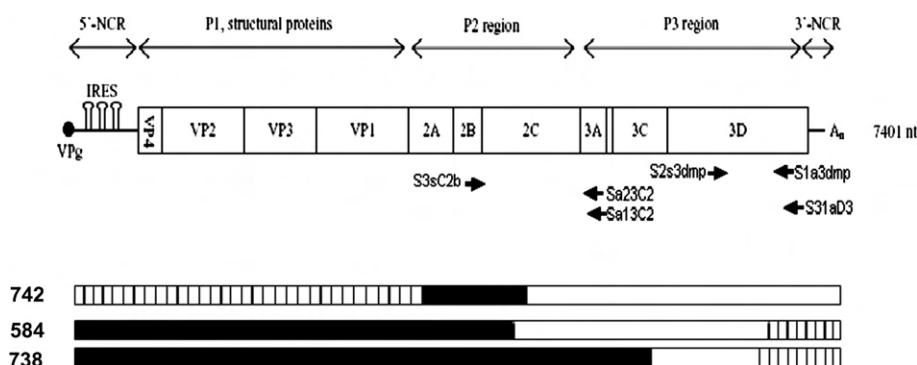 5`-NCR P1, structural proteins P2 region P3 region 3`-NCR
IRES
VP4 VP2 VP3 VP1 2A 2B 2C 3A 3C 3D An 7401 nt
VPg
S3sC2b S2s3dmp S1a3dmp
Sa23C2
Sa13C2 S31aD3
742
584
738